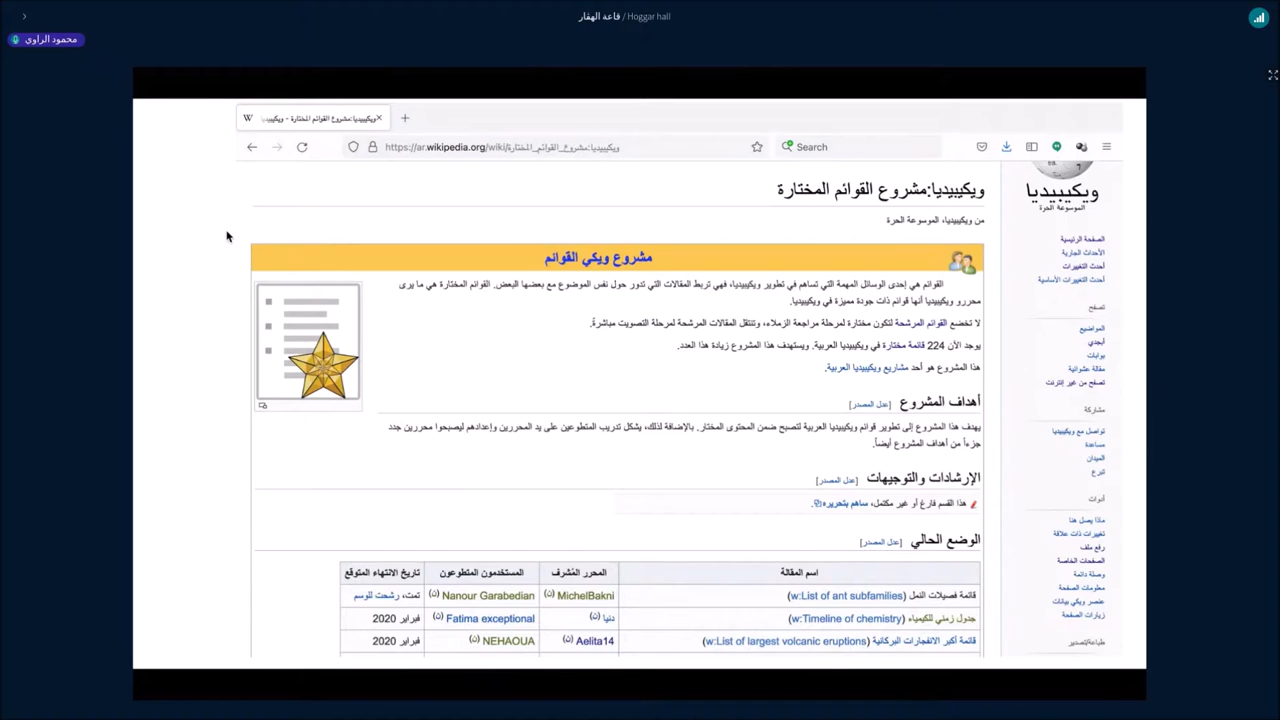 قاعة الهڤار / Hoggar hall
محمود الراوي
ويكيبيديا:مشروع القوائم المختارة - ويكيبيديا
https://ar.wikipedia.org/wiki/ويكيبيديا:مشروع_القوائم_المختارة
Search
ويكيبيديا
الموسوعة الحرة
ويكيبيديا:مشروع القوائم المختارة
من ويكيبيديا، الموسوعة الحرة
مشروع ويكي القوائم
القوائم هي إحدى الوسائل المهمة التي تساهم في تطوير ويكيبيديا، فهي تربط المقالات التي تدور حول نفس الموضوع مع بعضها البعض. القوائم المختارة هي ما يرى
محررو ويكيبيديا أنها قوائم ذات جودة مميزة في ويكيبيديا.
لا تخضع القوائم المرشحة لتكون مختارة لمرحلة مراجعة الزملاء، وتنتقل المقالات المرشحة لمرحلة التصويت مباشرةً.
يوجد الآن 224 قائمة مختارة في ويكيبيديا العربية. ويستهدف هذا المشروع زيادة هذا العدد.
هذا المشروع هو أحد مشاريع ويكيبيديا العربية.
أهداف المشروع [عدل المصدر]
يهدف هذا المشروع إلى تطوير قوائم ويكيبيديا العربية لتصبح ضمن المحتوى المختار. بالإضافة لذلك، يشكل تدريب المتطوعين على يد المحررين وإعدادهم ليصبحوا محررين جدد
جزءاً من أهداف المشروع أيضاً.
الإرشادات والتوجيهات [عدل المصدر]
هذا القسم فارغ أو غير مكتمل، ساهم بتحريره.
الوضع الحالي [عدل المصدر]
اسم المقالة المحرر المُشرف المستخدمون المتطوعون تاريخ الانتهاء المتوقع
قائمة فصيلات النمل (w:List of ant subfamilies) MichelBakni (ن) Nanour Garabedian (ن) تمت، رشحت للوسم
جدول زمني للكيمياء (w:Timeline of chemistry) دنيا (ن) Fatima exceptional (ن) فبراير 2020
قائمة أكبر الانفجارات البركانية (w:List of largest volcanic eruptions) Aelita14 (ن) NEHAOUA (ن) فبراير 2020
الصفحة الرئيسية
الأحداث الجارية
أحدث التغييرات
أحدث التغييرات الأساسية
تصفح
المواضيع
أبجدي
بوابات
مقالة عشوائية
تصفح من غير إنترنت
مشاركة
تواصل مع ويكيبيديا
مساعدة
الميدان
تبرع
أدوات
ماذا يصل هنا
تغييرات ذات علاقة
رفع ملف
الصفحات الخاصة
وصلة دائمة
معلومات الصفحة
عنصر ويكي بيانات
زيارات الصفحة
طباعة/تصدير